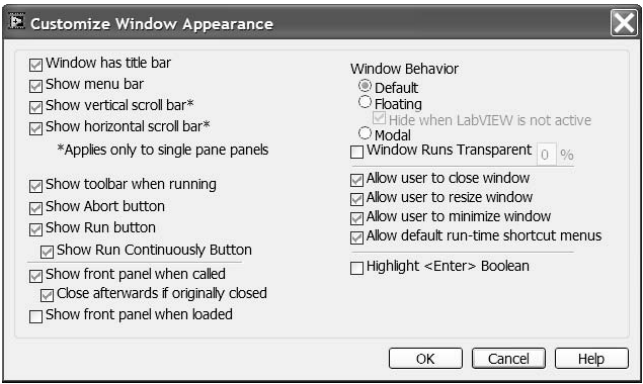 Customize Window Appearance
Window has title bar
Show menu bar
Show vertical scroll bar*
Show horizontal scroll bar*
*Applies only to single pane panels
Show toolbar when running
Show Abort button
Show Run button
Show Run Continuously Button
Show front panel when called
Close afterwards if originally closed
Show front panel when loaded
Window Behavior
Default
Floating
Hide when LabVIEW is not active
Modal
Window Runs Transparent 0 %
Allow user to close window
Allow user to resize window
Allow user to minimize window
Allow default run-time shortcut menus
Highlight <Enter> Boolean
OK Cancel Help